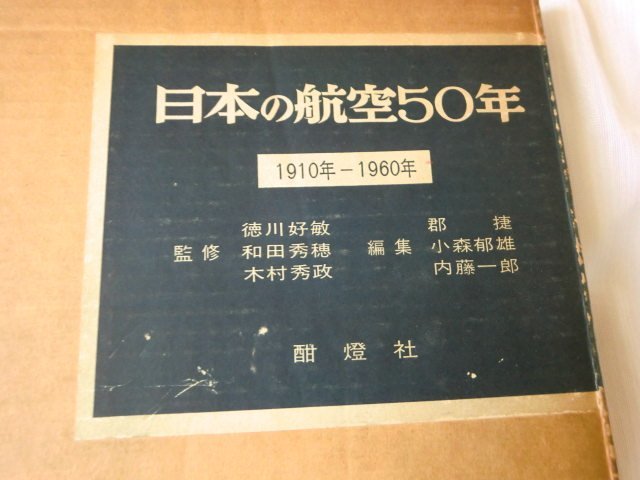 日本の航空50年
1910年-1960年
監修 徳川好敏
和田秀穂
木村秀政
編集 郡 捷
小森郁雄
内藤一郎
酣燈社